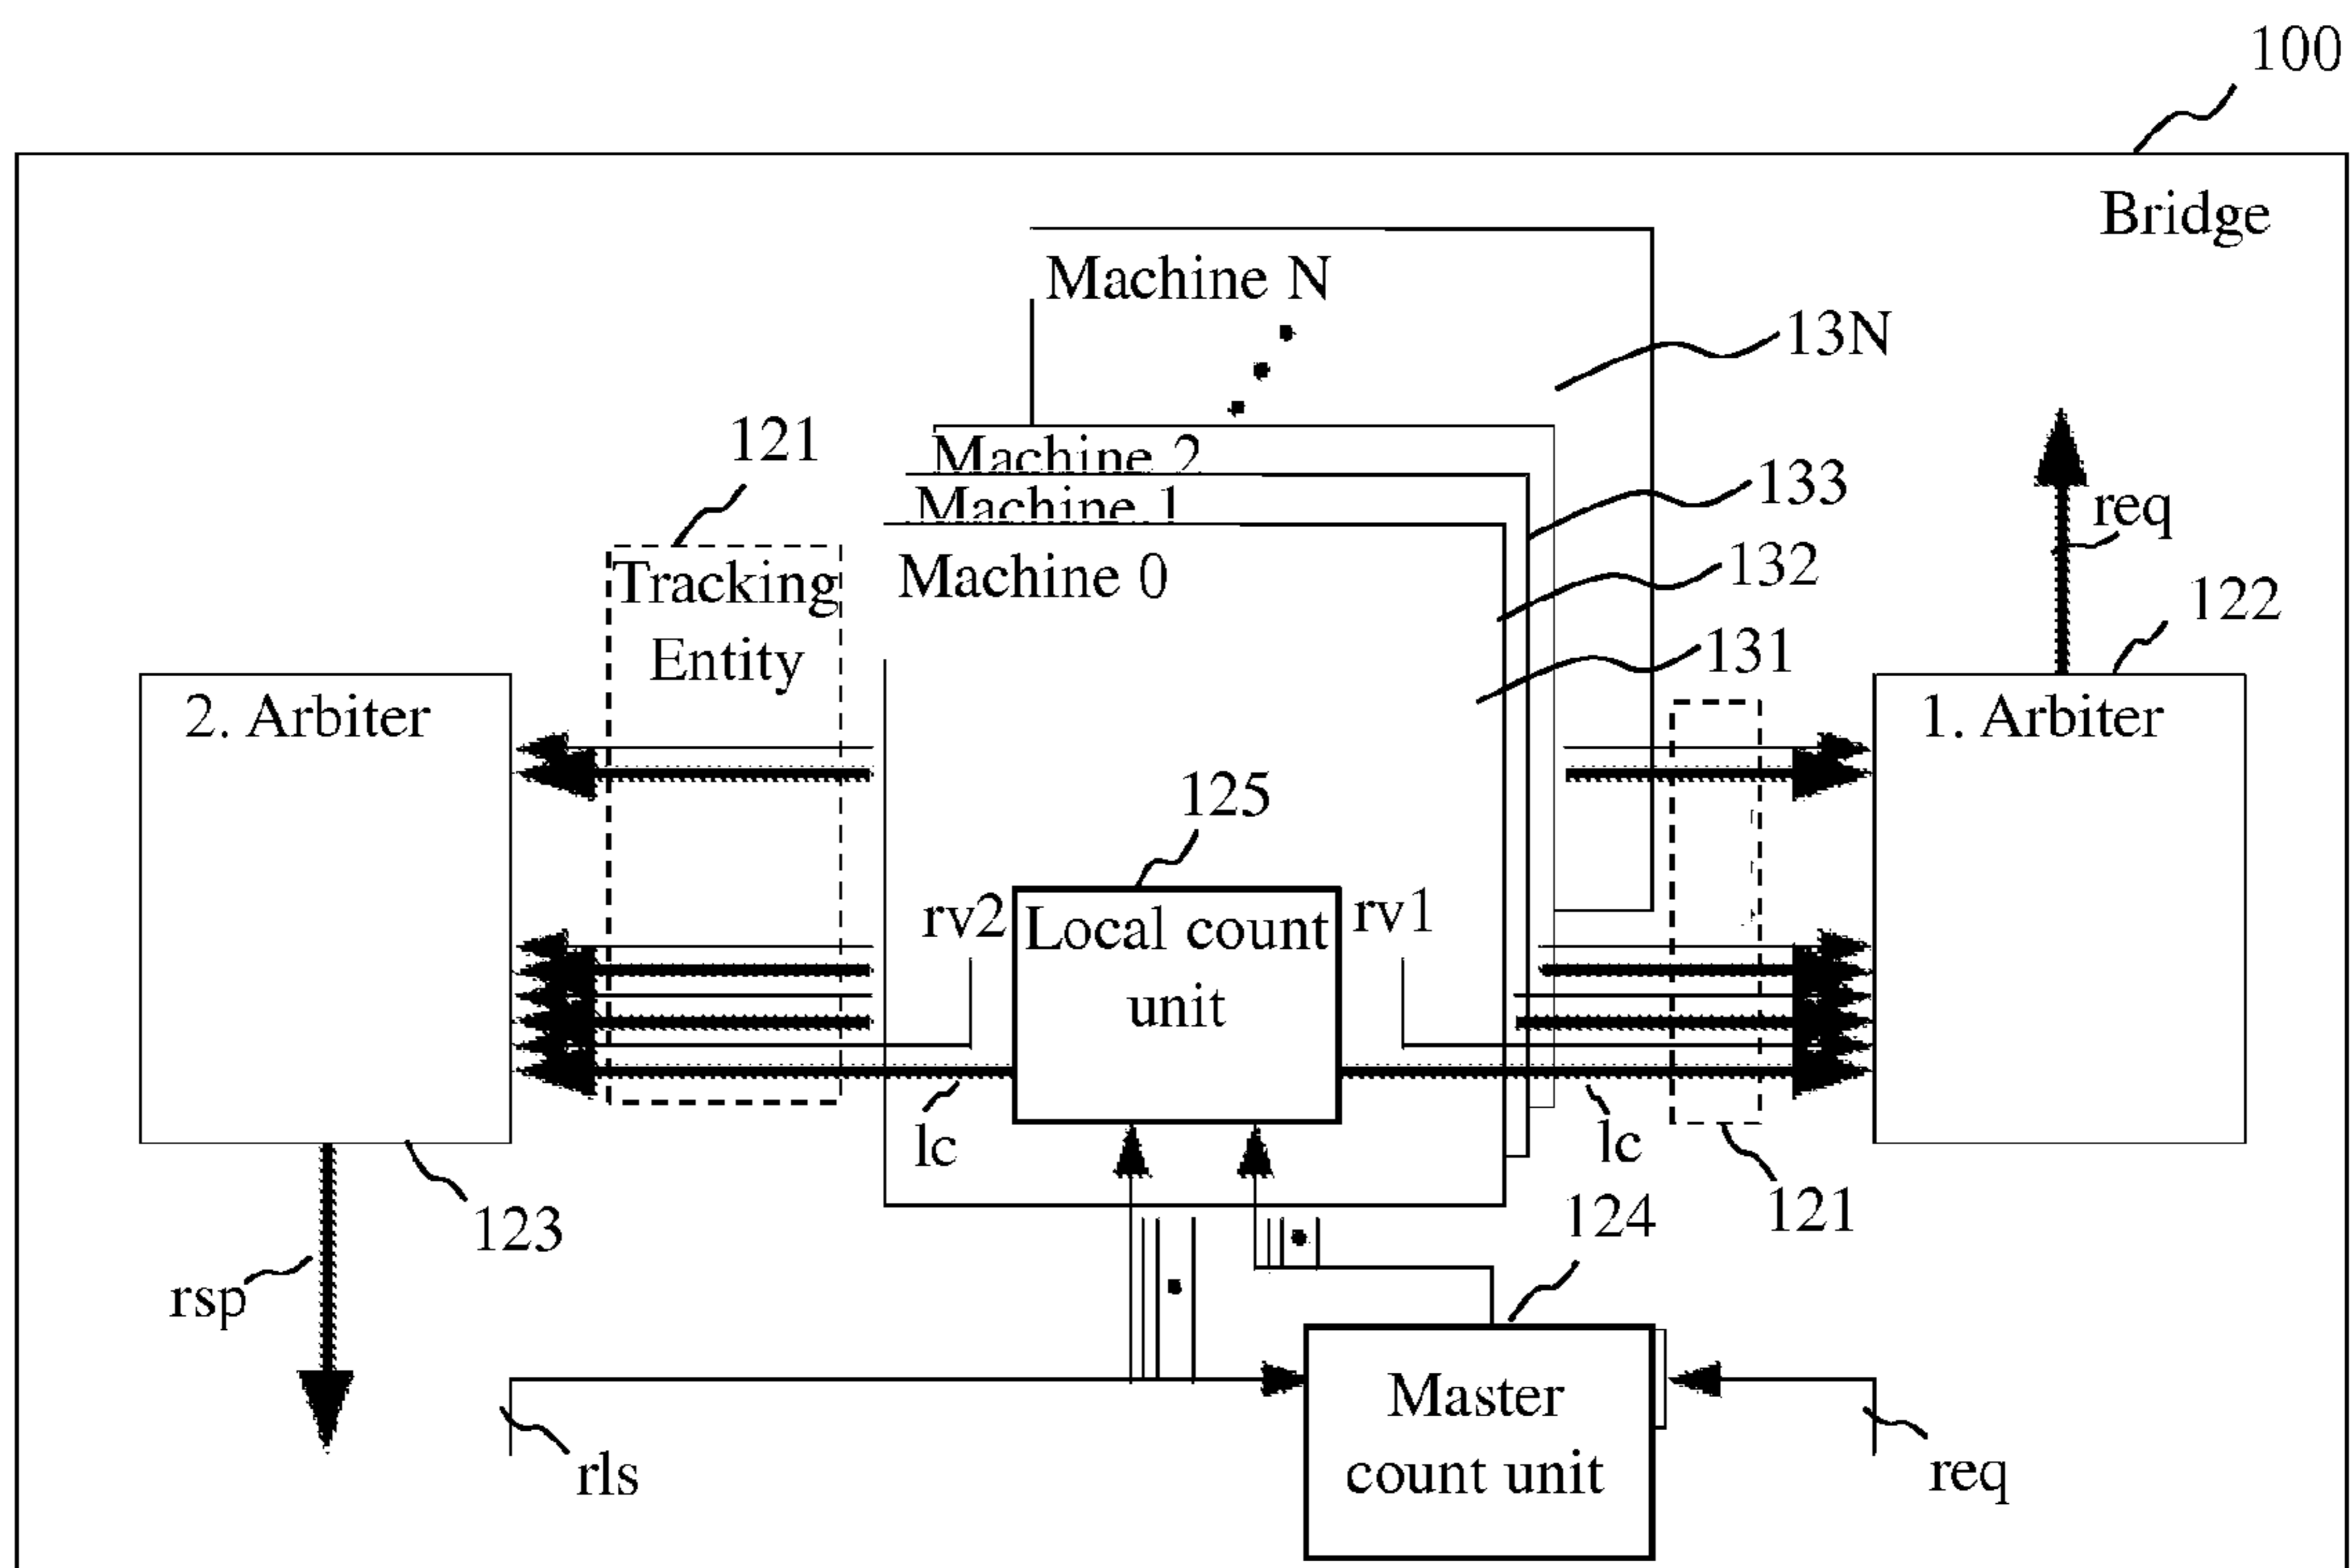 100
Bridge
Machine N
13N
121
Machine 2
133
Machine 1
req
132
Machine 0
Tracking
Entity
122
131
2. Arbiter
1. Arbiter
125
rv2
Local count
unit
rv1
lc
lc
123
124
121
rsp
Master
count unit
rls
req